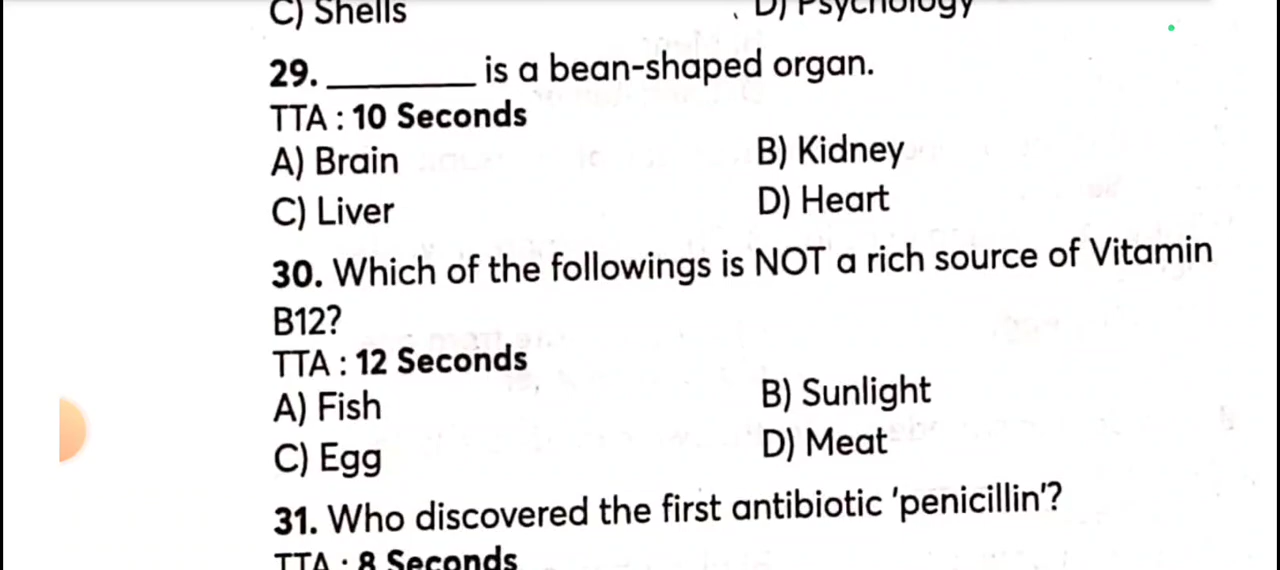 C) Shells
D) Psychology
29. ________ is a bean-shaped organ.
TTA : 10 Seconds
A) Brain
B) Kidney
C) Liver
D) Heart
30. Which of the followings is NOT a rich source of Vitamin
B12?
TTA : 12 Seconds
A) Fish
B) Sunlight
C) Egg
D) Meat
31. Who discovered the first antibiotic 'penicillin'?
TTA : 8 Seconds